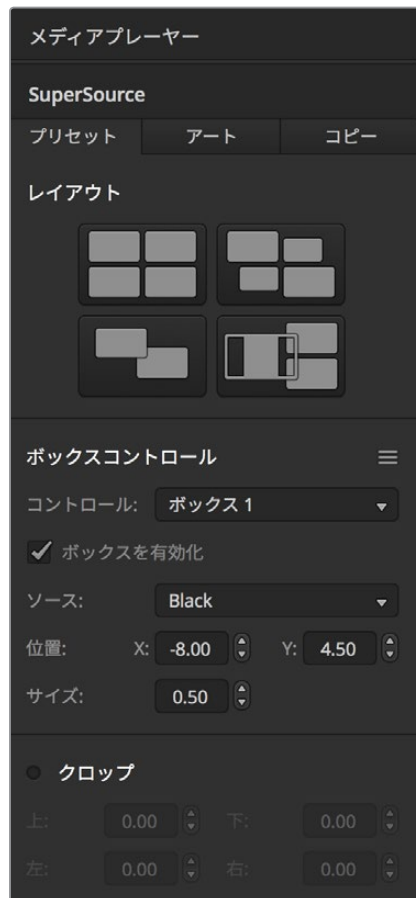 メディアプレーヤー
SuperSource
プリセット アート コピー
レイアウト
ボックスコントロール
コントロール: ボックス 1
ボックスを有効化
ソース: Black
位置: X: -8.00 Y: 4.50
サイズ: 0.50
クロップ
上: 0.00 下: 0.00
左: 0.00 右: 0.00